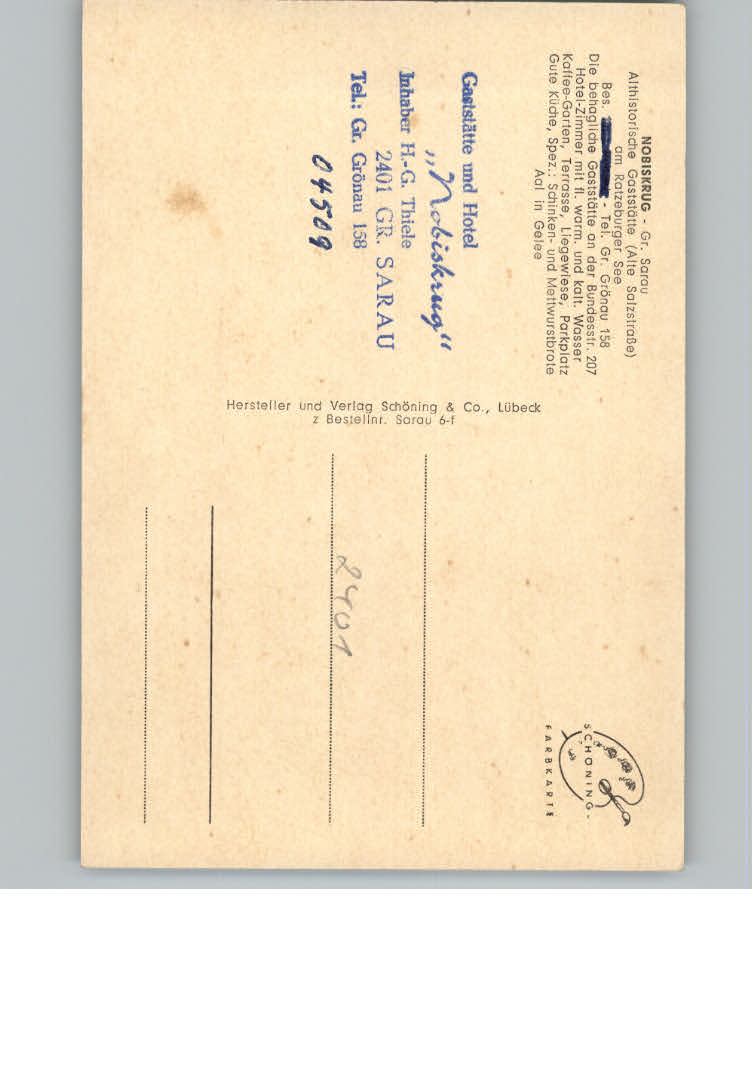 NOBISKRUG - Gr. Sarau
Althistorische Gaststätte (Alte Salzstraße)
am Ratzeburger See
Bes. - Tel. Gr. Grönau 158
Die behagliche Gaststätte an der Bundesstr. 207
Hotel-Zimmer mit fl. warm. und kalt. Wasser
Kaffee-Garten, Terrasse, Liegewiese, Parkplatz
Gute Küche, Spez.: Schinken- und Mettwurstbrote
Aal in Gelee
Gaststätte und Hotel
„Nobiskrug"
Inhaber H.-G. Thiele
2401 GR. SARAU
Tel.: Gr. Grönau 158
04509
Hersteller und Verlag Schöning & Co., Lübeck
z Bestellnr. Sarau 6-f
SCHÖNING-
FARBKARTE
2401